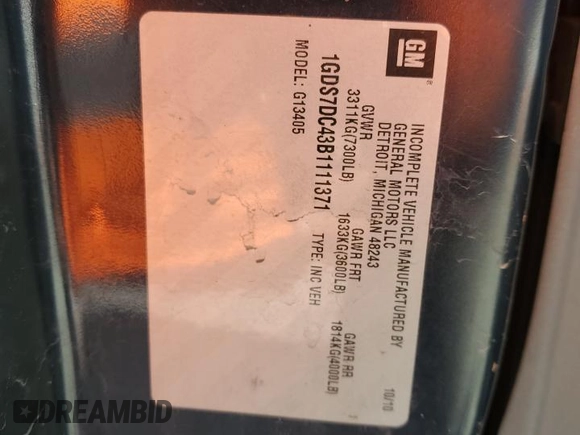 GM
®
INCOMPLETE VEHICLE MANUFACTURED BY
GENERAL MOTORS LLC
DETROIT, MICHIGAN 48243
10/10
GVWR GAWR FRT GAWR RR
3311KG(7300LB) 1633KG(3600LB) 1814KG(4000LB)
1GDS7DC43B1111371 TYPE: INC VEH
MODEL: G13405
DREAMBID